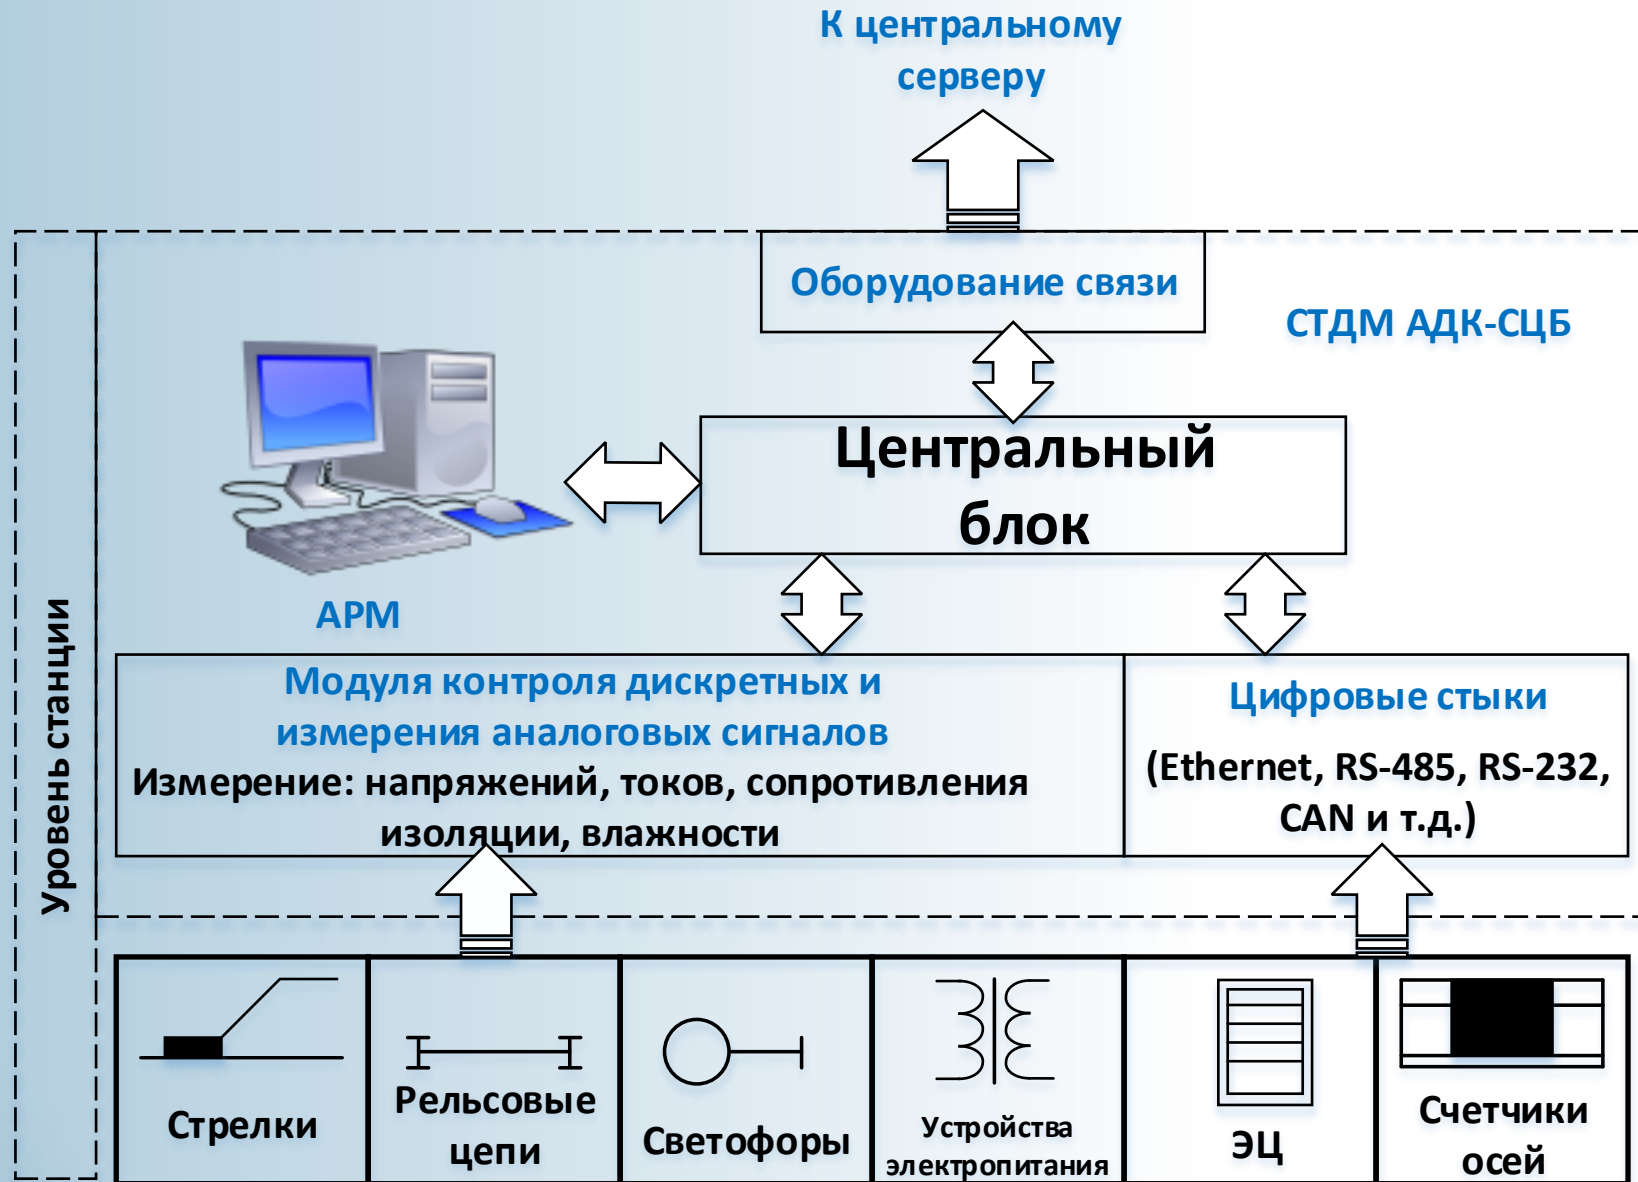 К центральному
серверу
Оборудование связи
СТДМ АДК-СЦБ
Центральный
блок
АРМ
Уровень станции
Модуля контроля дискретных и
измерения аналоговых сигналов
Измерение: напряжений, токов, сопротивления
изоляции, влажности
Цифровые стыки
(Ethernet, RS-485, RS-232,
CAN и т.д.)
Стрелки
Рельсовые
цепи
Светофоры
Устройства
электропитания
ЭЦ
Счетчики
осей